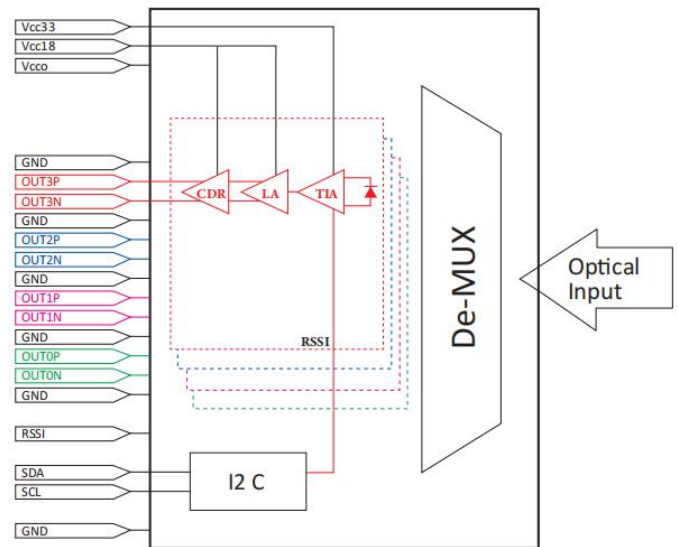 Vcc33
Vcc18
Vcco
GND
OUT3P
OUT3N
GND
OUT2P
OUT2N
GND
OUT1P
OUT1N
GND
OUT0P
OUT0N
GND
RSSI
SDA
SCL
GND
CDR
LA
TIA
RSSI
I2 C
De-MUX
Optical
Input